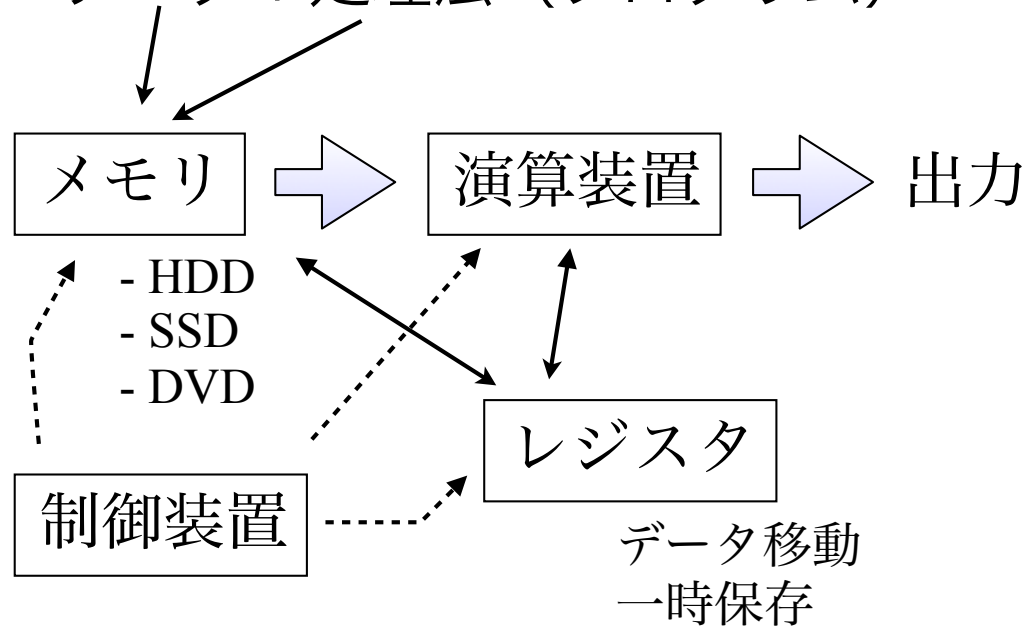 メモリ
演算装置
出力
- HDD
- SSD
- DVD
レジスタ
制御装置
データ移動
一時保存